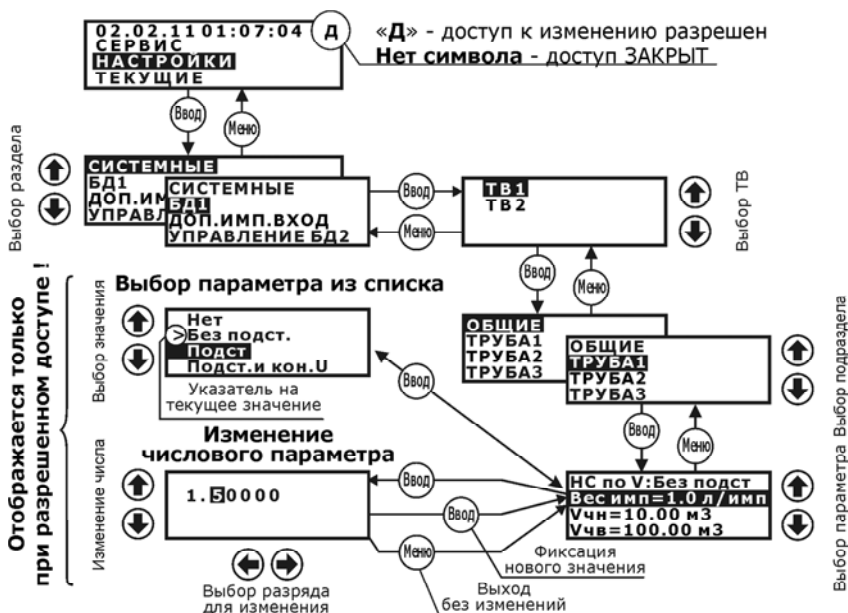 02.02.11 01:07:04
СЕРВИС
НАСТРОЙКИ
ТЕКУЩИЕ
Д
«Д» - доступ к изменению разрешен
Нет символа - доступ ЗАКРЫТ
Ввод
Меню
Выбор раздела
СИСТЕМНЫЕ
БД1
ДОП.ИМ
УПРАВЛ
СИСТЕМНЫЕ
БД1
ДОП.ИМП.ВХОД
УПРАВЛЕНИЕ БД2
Ввод
Меню
ТВ1
ТВ2
Выбор ТВ
Ввод
Меню
Отображается только
при разрешенном доступе !
Выбор параметра из списка
Выбор значения
Нет
>Без подст.
Подст
Подст.и кон.U
Указатель на
текущее значение
Ввод
ОБЩИЕ
ТРУБА1
ТРУБА2
ТРУБА3
ОБЩИЕ
ТРУБА1
ТРУБА2
ТРУБА3
Выбор подраздела
Ввод
Меню
Изменение
числового параметра
Изменение числа
1.50000
Ввод
Ввод
Меню
НС по V:Без подст
Вес имп=1.0 л/имп
Vчн=10.00 м3
Vчв=100.00 м3
Выбор параметра
Фиксация
нового значения
Выбор разряда
для изменения
Выход
без изменений